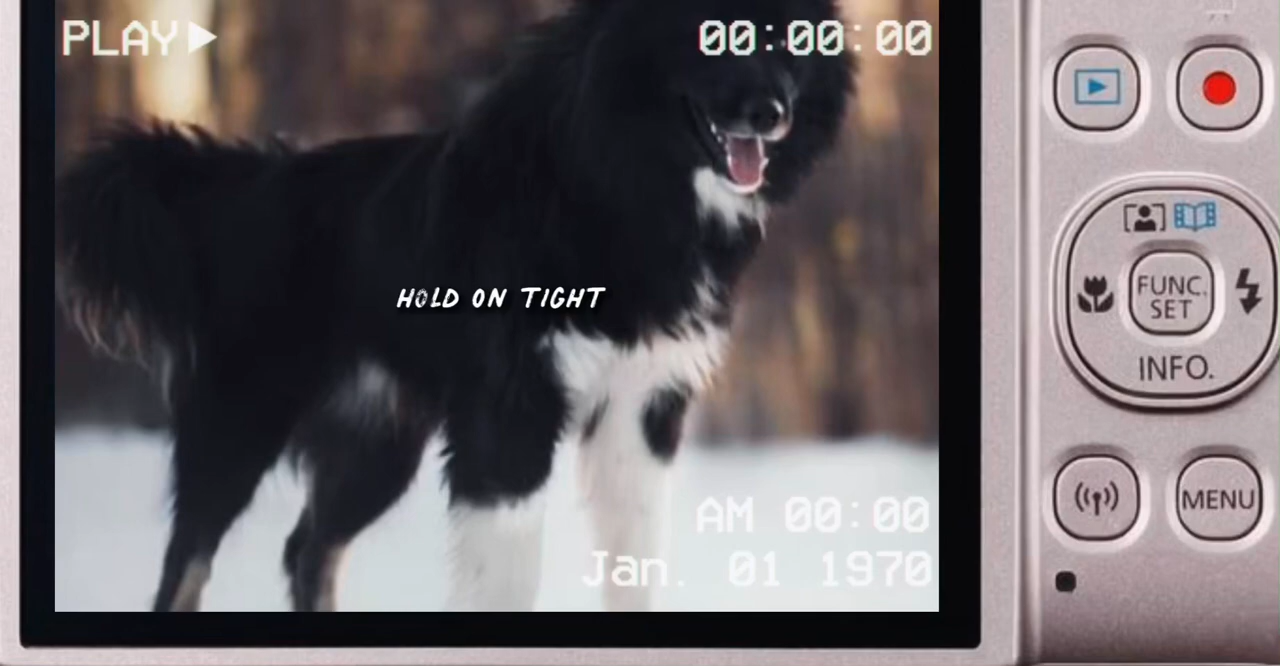 PLAY
00:00:00
HOLD ON TIGHT
AM 00:00
Jan. 01 1970
FUNC.
SET
INFO.
MENU